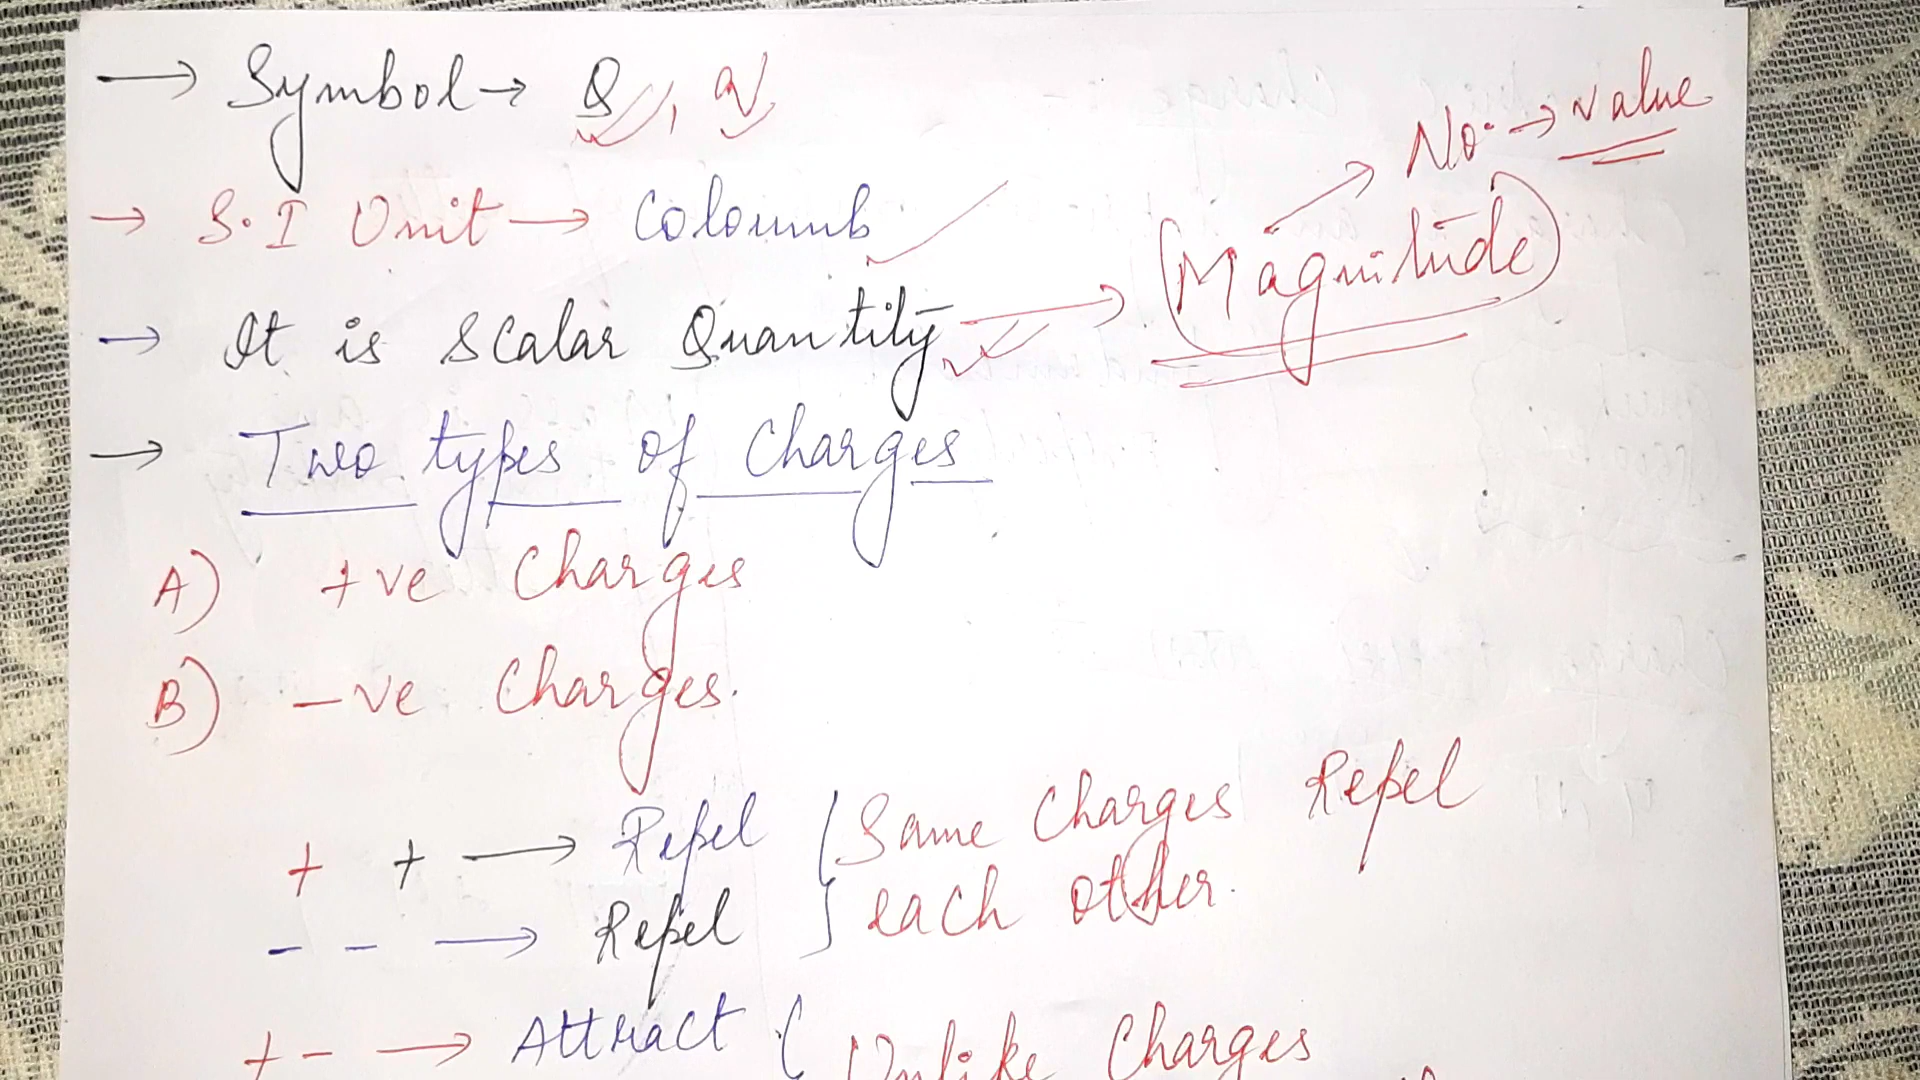 → Symbol → Q, q
No. → value
→ S.I Unit → Coloumb
(Magnitude)
→ It is Scalar Quantity →
→ Two types of Charges
A) +ve Charges
B) -ve Charges.
+ + → Repel { Same Charges Repel
- - → Repel } each other.
+ - → Attract { Unlike Charges